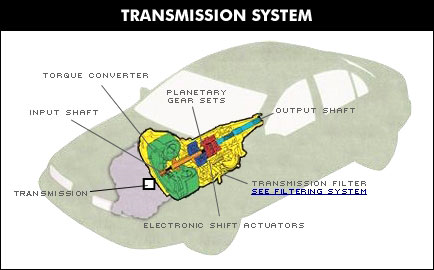 TRANSMISSION SYSTEM
TORQUE CONVERTER
PLANETARY
GEAR SETS
INPUT SHAFT
OUTPUT SHAFT
TRANSMISSION
TRANSMISSION FILTER
SEE FILTERING SYSTEM
ELECTRONIC SHIFT ACTUATORS